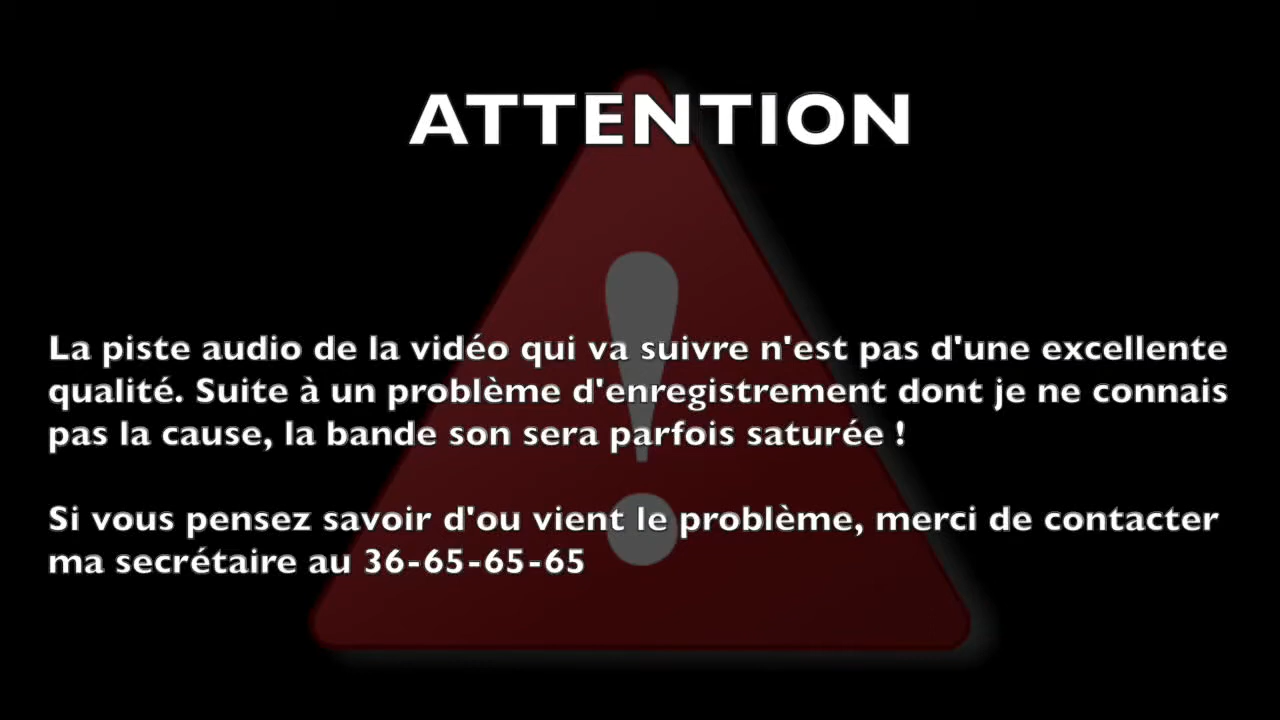 ATTENTION
La piste audio de la vidéo qui va suivre n'est pas d'une excellente
qualité. Suite à un problème d'enregistrement dont je ne connais
pas la cause, la bande son sera parfois saturée !
Si vous pensez savoir d'ou vient le problème, merci de contacter
ma secrétaire au 36-65-65-65